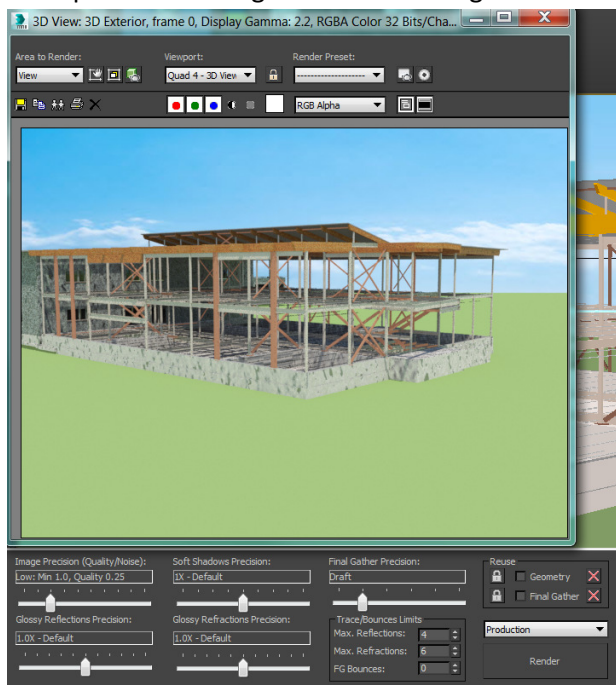 3D View: 3D Exterior, frame 0, Display Gamma: 2.2, RGBA Color 32 Bits/Cha...
Area to Render:
Viewport:
Render Preset:
View
Quad 4 - 3D View
--------------------
RGB Alpha
Image Precision (Quality/Noise):
Soft Shadows Precision:
Final Gather Precision:
Reuse
Low: Min 1.0, Quality 0.25
1X - Default
Draft
Geometry
Final Gather
Glossy Reflections Precision:
Glossy Refractions Precision:
Trace/Bounces Limits
1.0X - Default
1.0X - Default
Max. Reflections: 4
Max. Refractions: 6
FG Bounces: 0
Production
Render